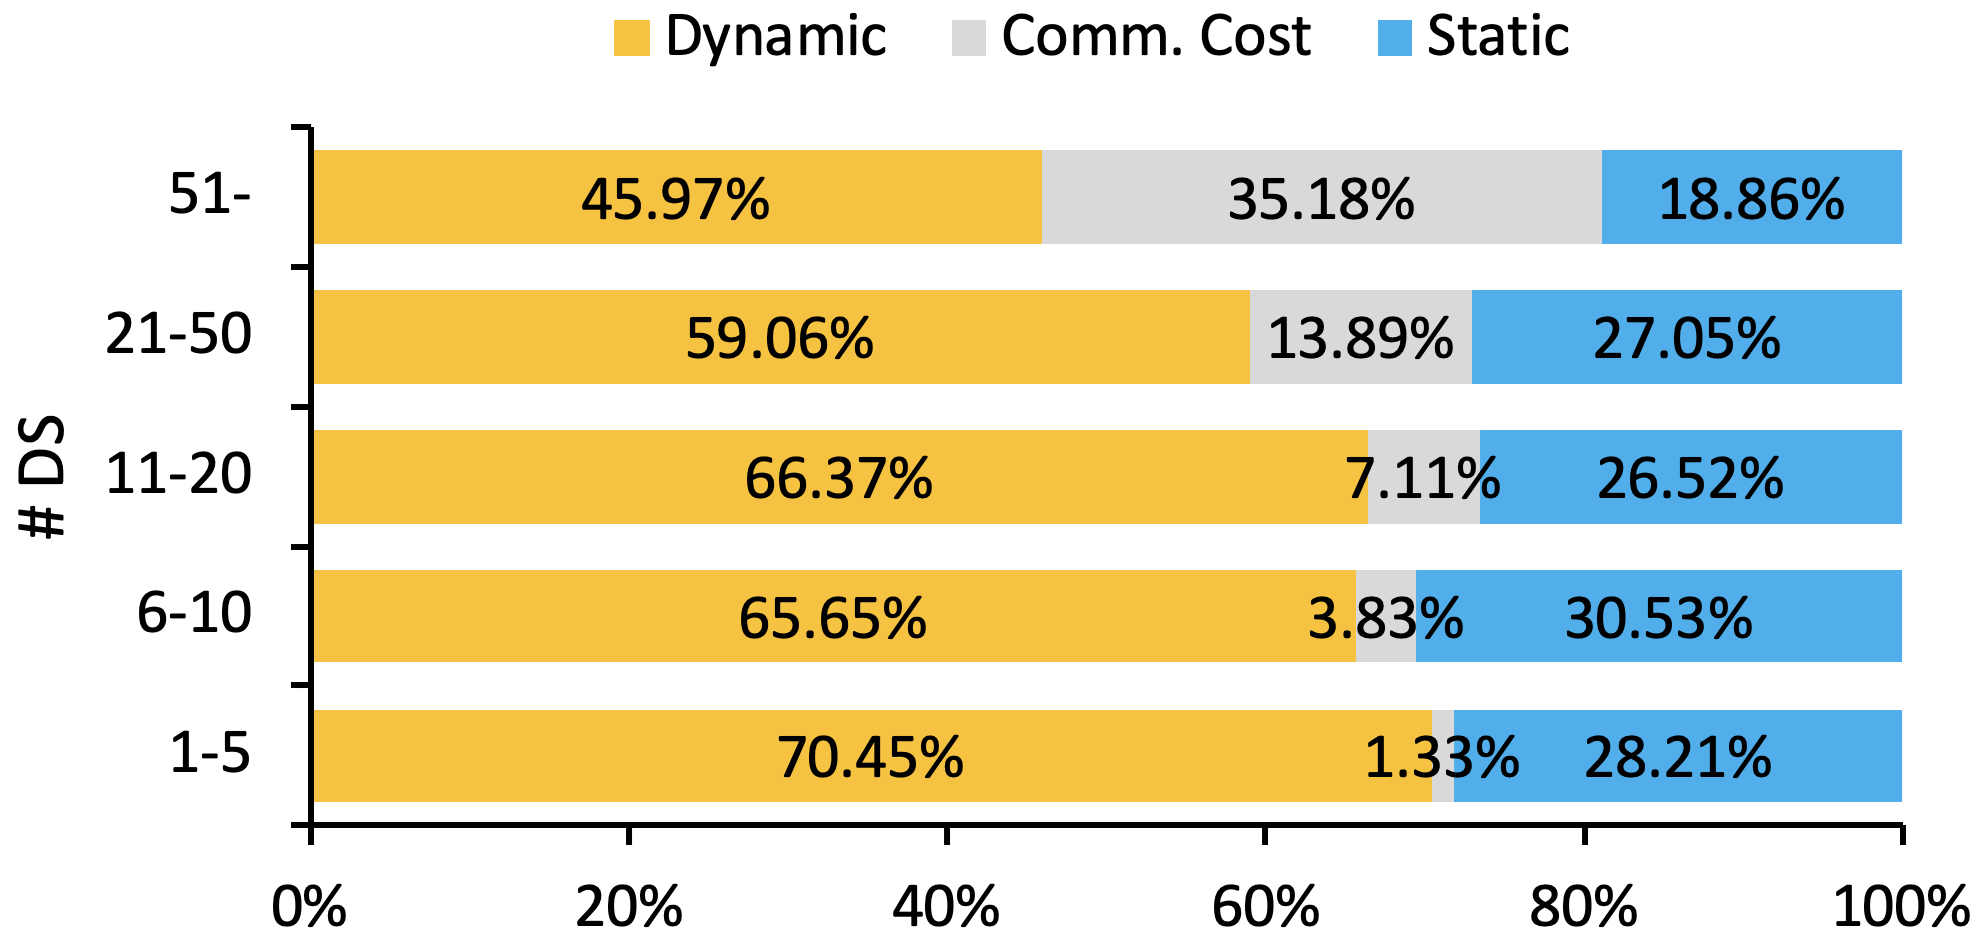 Dynamic Comm. Cost Static
51- 45.97% 35.18% 18.86%
21-50 59.06% 13.89% 27.05%
11-20 66.37% 7.11% 26.52%
6-10 65.65% 3.83% 30.53%
1-5 70.45% 1.33% 28.21%
# DS
0% 20% 40% 60% 80% 100%